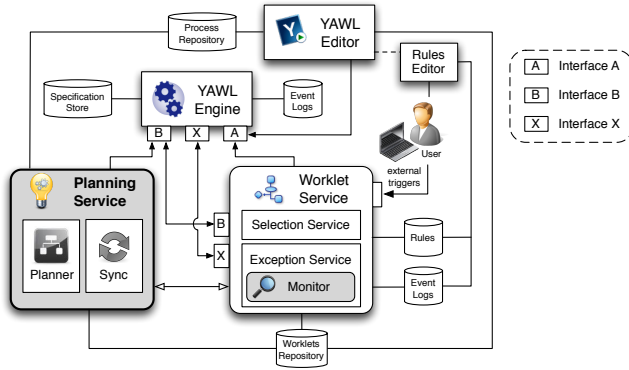 Process
Repository
YAWL
Editor
Rules
Editor
A
Interface A
B
Interface B
X
Interface X
Specification
Store
YAWL
Engine
Event
Logs
B
X
A
User
external
triggers
Planning
Service
Planner
Sync
Worklet
Service
B
X
Selection Service
Exception Service
Monitor
Rules
Event
Logs
Worklets
Repository